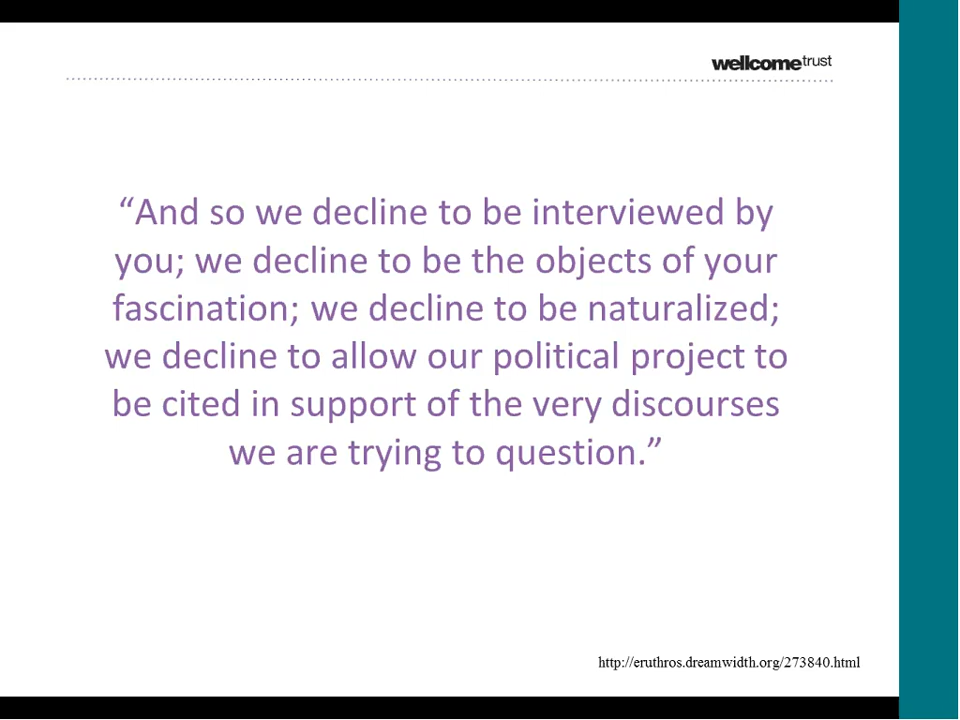 wellcometrust
“And so we decline to be interviewed by
you; we decline to be the objects of your
fascination; we decline to be naturalized;
we decline to allow our political project to
be cited in support of the very discourses
we are trying to question.”
http://eruthros.dreamwidth.org/273840.html